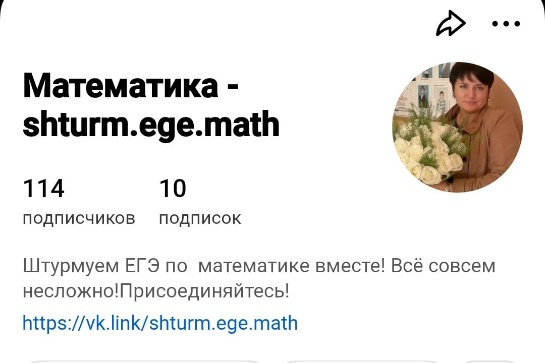 Математика -
shturm.ege.math
114
10
подписчиков
подписок
Штурмуем ЕГЭ по  математике вместе! Всё совсем
несложно!Присоединяйтесь!
https://vk.link/shturm.ege.math